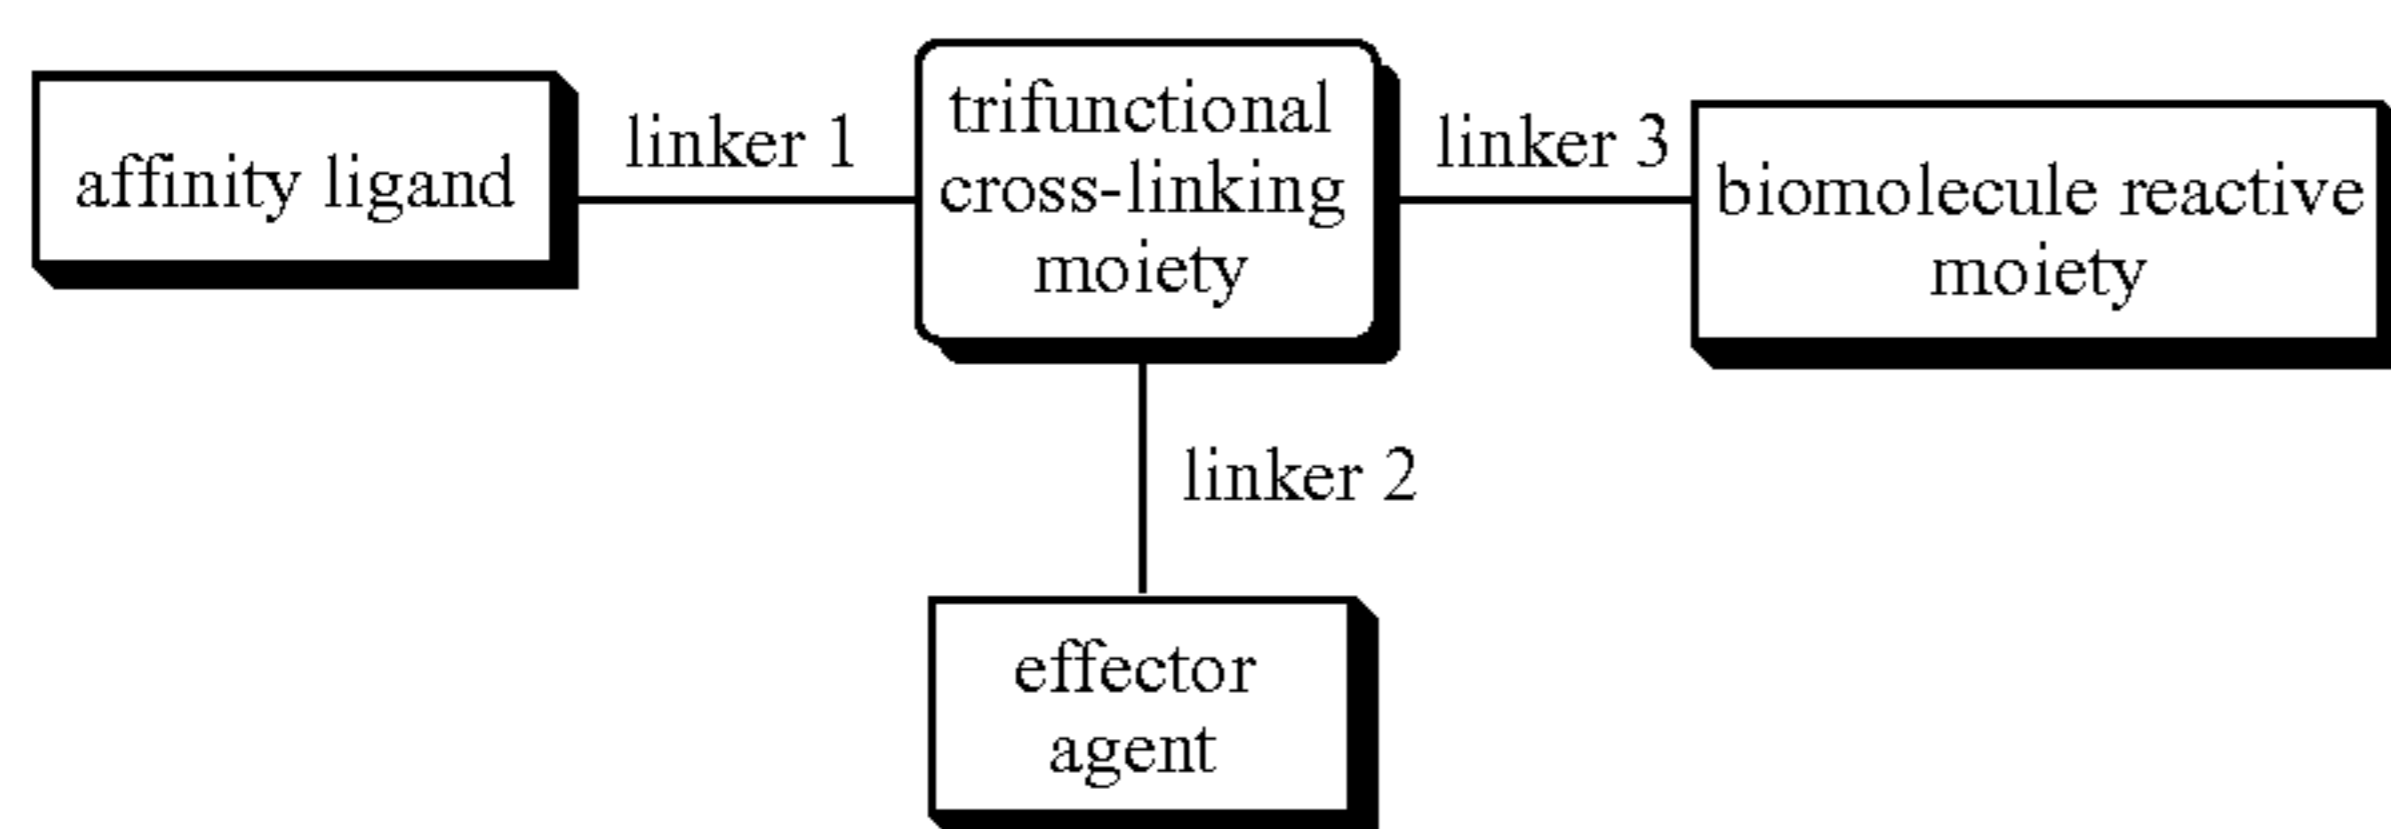 affinity ligand
linker 1
trifunctional
cross-linking
moiety
linker 3
biomolecule reactive
moiety
linker 2
effector
agent